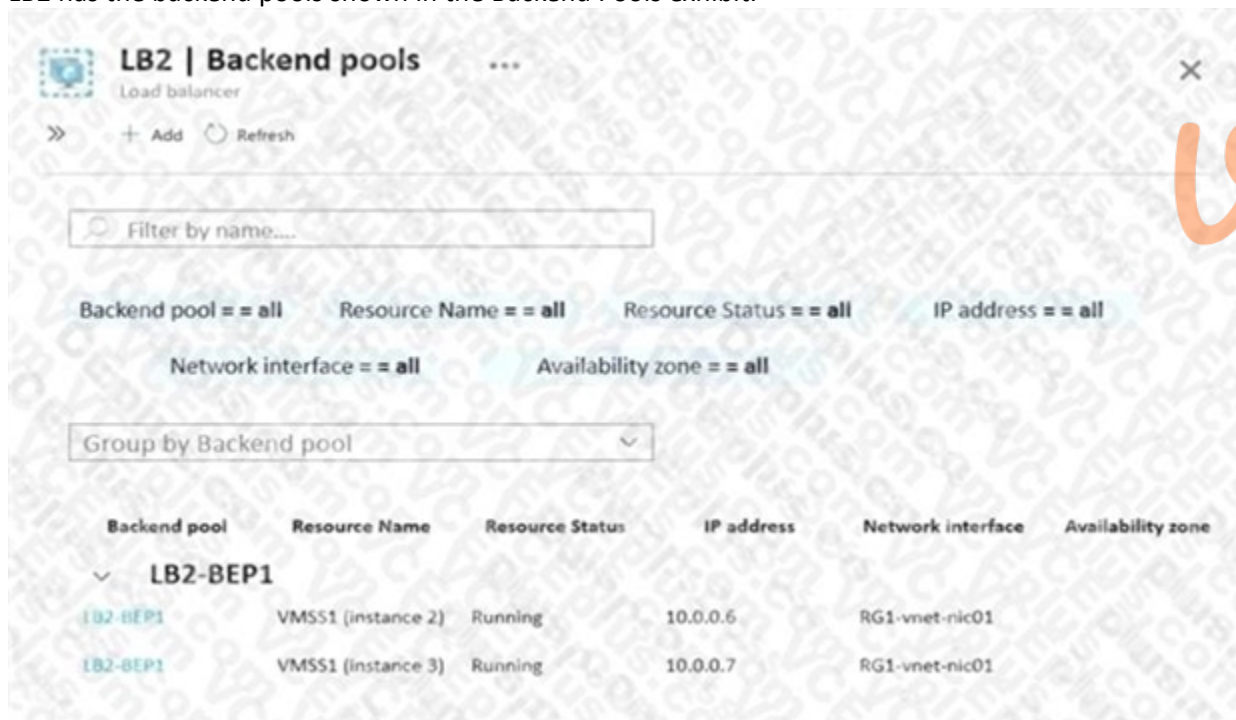 LB2 has the backend pools shown in the Backend Pools exhibit.
LB2 | Backend pools ...
Load balancer
» + Add Refresh
Filter by name....
Backend pool = = all Resource Name = = all Resource Status = = all IP address = = all
Network interface = = all Availability zone = = all
Group by Backend pool
Backend pool Resource Name Resource Status IP address Network interface Availability zone
LB2-BEP1
LB2-BEP1 VMSS1 (instance 2) Running 10.0.0.6 RG1-vnet-nic01
LB2-BEP1 VMSS1 (instance 3) Running 10.0.0.7 RG1-vnet-nic01